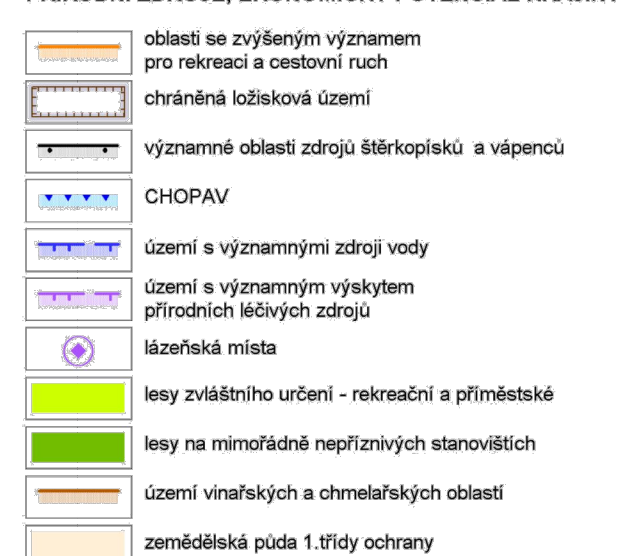 oblasti se zvýšeným významem
pro rekreaci a cestovní ruch
chráněná ložisková území
významné oblasti zdrojů štěrkopísků a vápenců
CHOPAV
území s významnými zdroji vody
území s významným výskytem
přírodních léčivých zdrojů
lázeňská místa
lesy zvláštního určení - rekreační a příměstské
lesy na mimořádně nepříznivých stanovištích
území vinařských a chmelařských oblastí
zemědělská půda 1.třídy ochrany